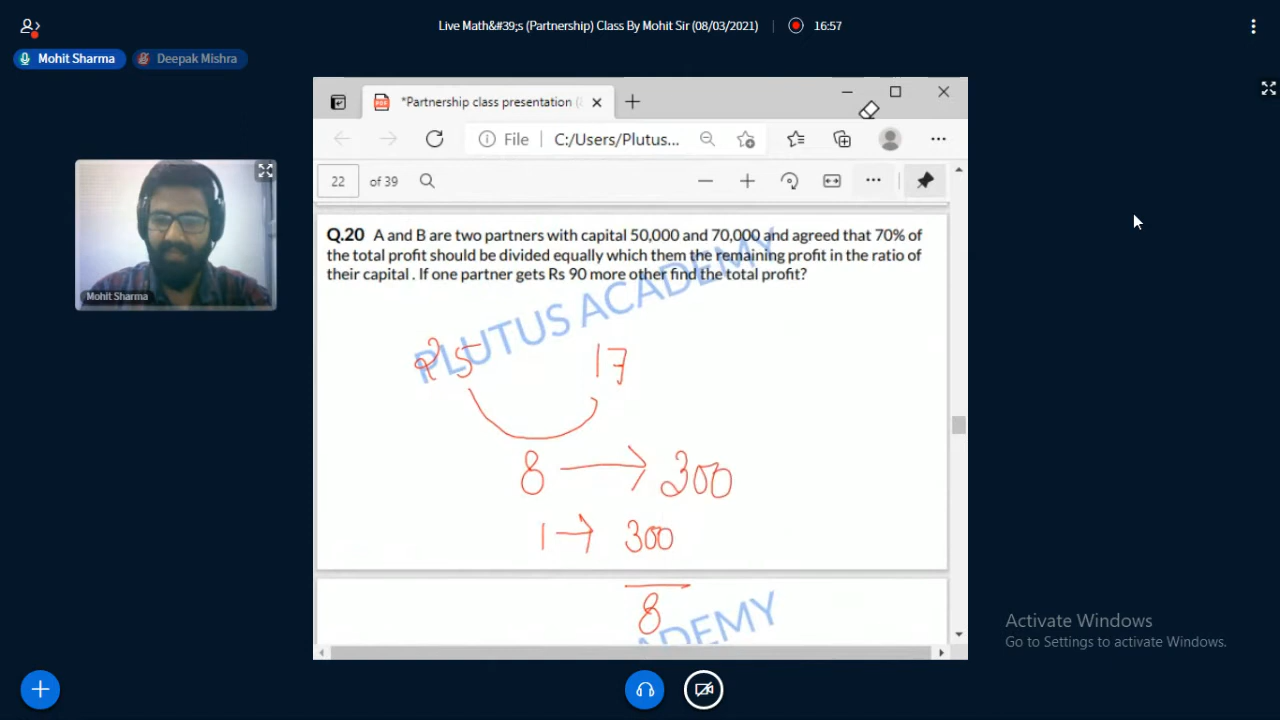 Live Math&#39;s (Partnership) Class By Mohit Sir (08/03/2021)
16:57
Mohit Sharma
Deepak Mishra
*Partnership class presentation (
File
C:/Users/Plutus...
22
of 39
Mohit Sharma
Q.20 A and B are two partners with capital 50,000 and 70,000 and agreed that 70% of
the total profit should be divided equally which them the remaining profit in the ratio of
their capital . If one partner gets Rs 90 more other find the total profit?
PLUTUS ACADEMY
25 17
8 → 300
1 → 300
8
ADEMY
Activate Windows
Go to Settings to activate Windows.